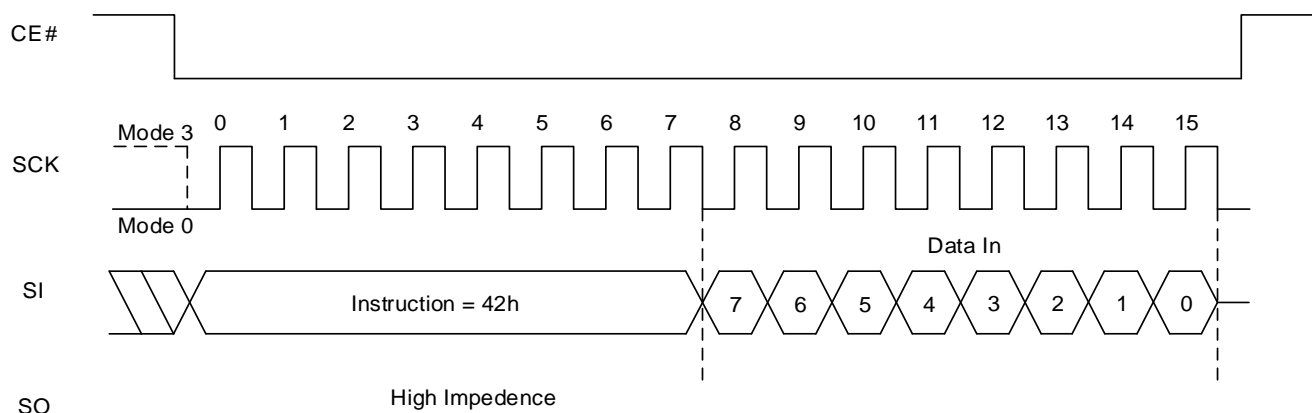 CE#
0 1 2 3 4 5 6 7 8 9 10 11 12 13 14 15
Mode 3
SCK
Mode 0
Data In
SI
Instruction = 42h
7 6 5 4 3 2 1 0
High Impedence
SO